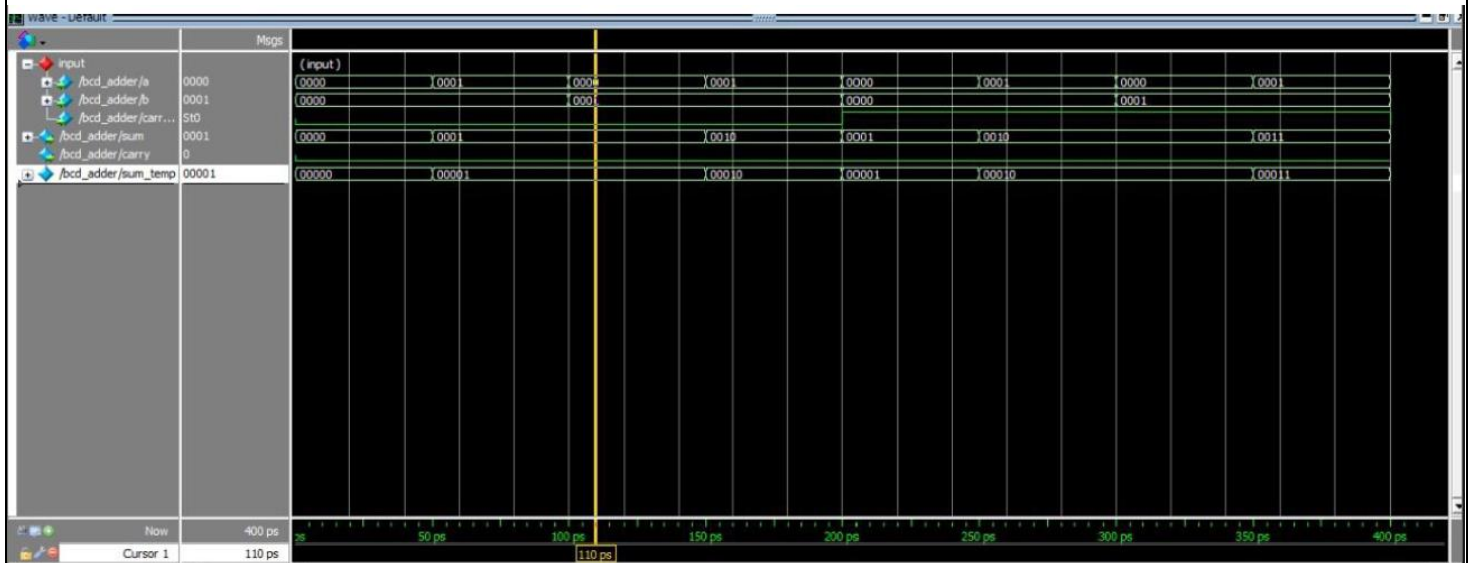 Wave - Default
Msgs
input (input)
/bcd_adder/a 0000 0000 0001 000 0001 0000 0001 0000 0001
/bcd_adder/b 0001 0000 000 0000 0001
/bcd_adder/carr... St0
/bcd_adder/sum 0001 0000 0001 0010 0001 0010 0011
/bcd_adder/carry 0
/bcd_adder/sum_temp 00001 00000 00001 00010 00001 00010 00011
Now 400 ps ps 50 ps 100 ps 150 ps 200 ps 250 ps 300 ps 350 ps 400 ps
Cursor 1 110 ps 110 ps